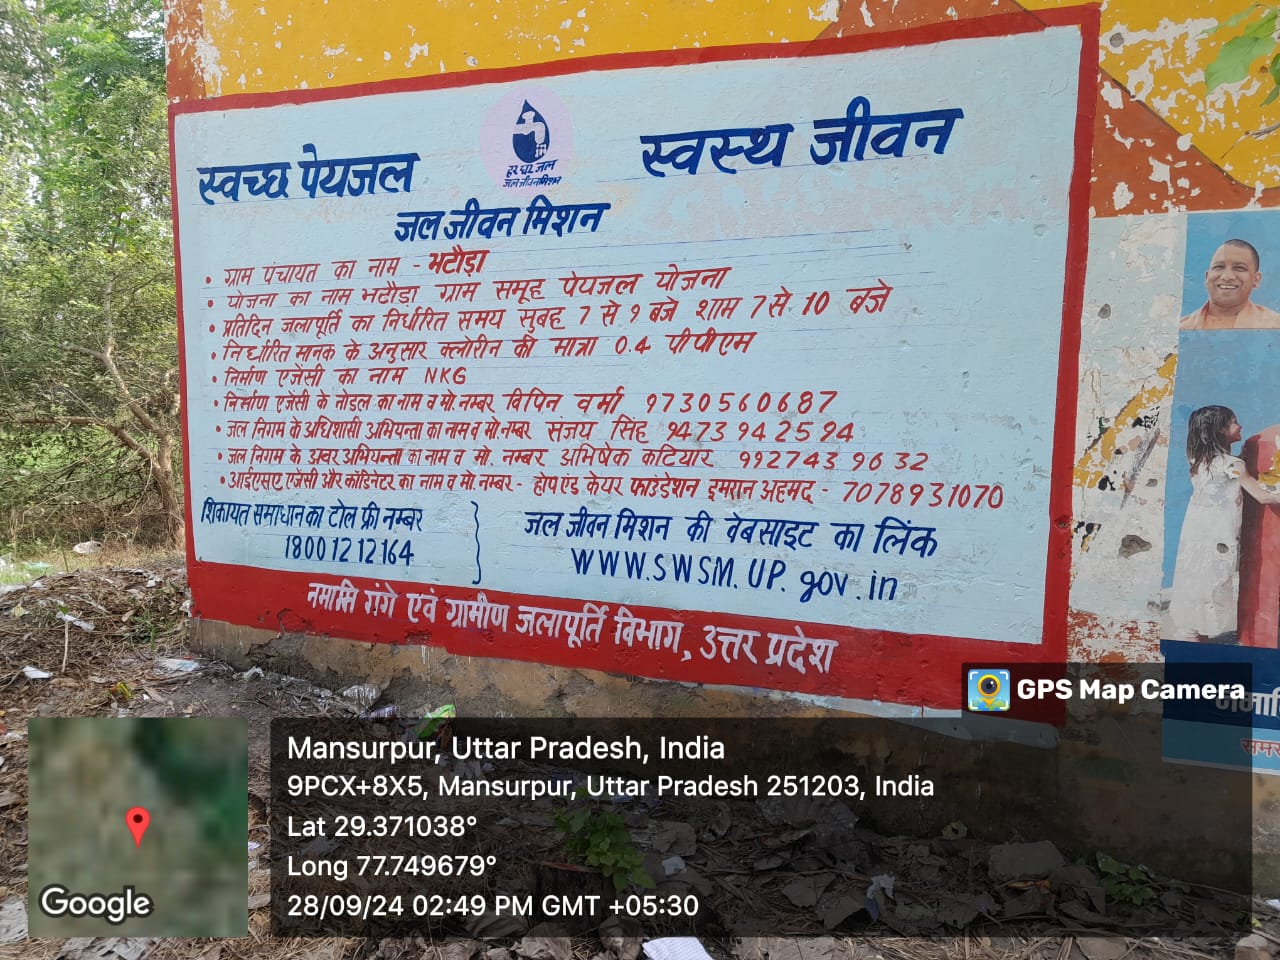 स्वच्छ पेयजल
हर घर जल
जल जीवन मिशन
स्वस्थ जीवन
जल जीवन मिशन
• ग्राम पंचायत का नाम - भटौड़ा
• योजना का नाम भटौड़ा ग्राम समूह पेयजल योजना
• प्रतिदिन जलापूर्ति का निर्धारित समय सुबह 7 से 9 बजे शाम 7 से 10 बजे
• निर्धारित मानक के अनुसार क्लोरीन की मात्रा 0.4 पीपीएम
• निर्माण एजेंसी का नाम NKG
• निर्माण एजेंसी के नोडल का नाम व मो. नम्बर विपिन वर्मा 9730560687
• जल निगम के अधिशासी अभियन्ता का नाम व मो. नम्बर संजय सिंह 9473942594
• जल निगम के अवर अभियन्ता का नाम व मो. नम्बर अभिषेक कटियार 9927439632
• आईएसए एजेंसी और कॉडिनेटर का नाम व मो. नम्बर - होप एंड केयर फाउंडेशन इमरान अहमद - 7078931070
शिकायत समाधान का टोल फ्री नम्बर
18001212164
जल जीवन मिशन की वेबसाइट का लिंक
WWW.SWSM.UP.gov.in
नमामि गंगे एवं ग्रामीण जलापूर्ति विभाग, उत्तर प्रदेश
GPS Map Camera
Mansurpur, Uttar Pradesh, India
9PCX+8X5, Mansurpur, Uttar Pradesh 251203, India
Lat 29.371038°
Long 77.749679°
28/09/24 02:49 PM GMT +05:30
Google